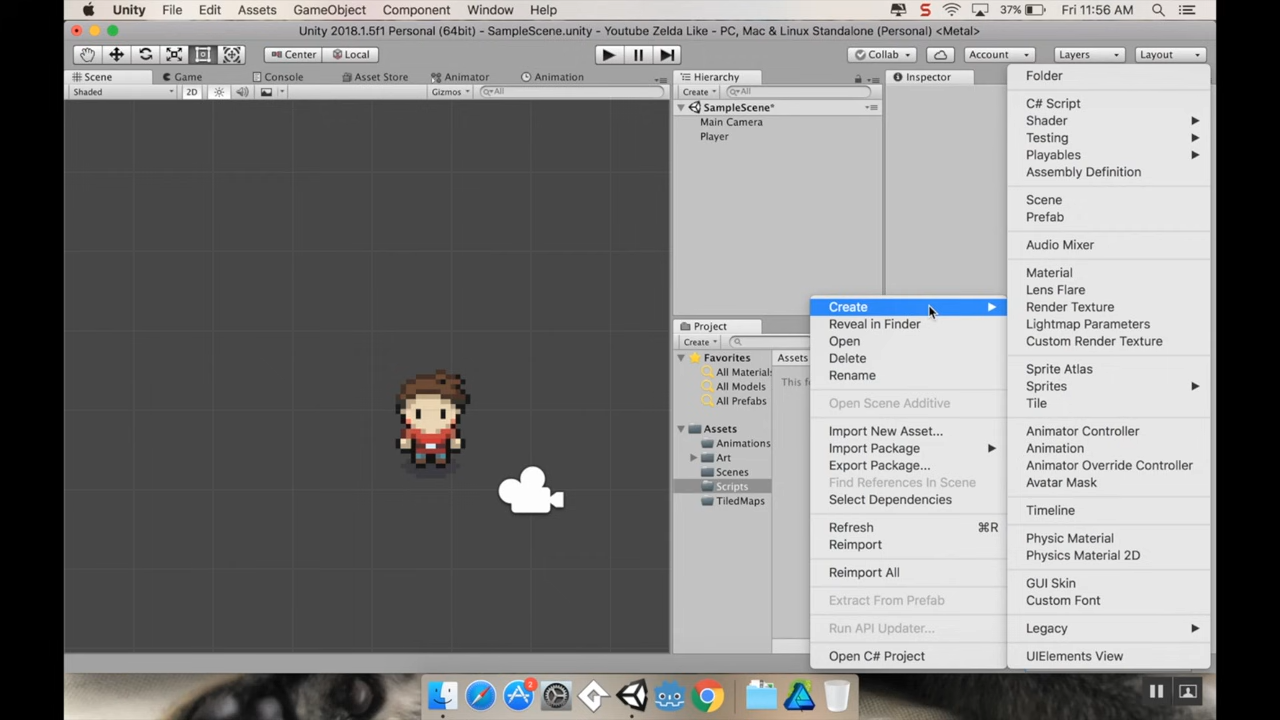 Unity File Edit Assets GameObject Component Window Help 37% Fri 11:56 AM
Unity 2018.1.5f1 Personal (64bit) - SampleScene.unity - Youtube Zelda Like - PC, Mac & Linux Standalone (Personal) <Metal>
Center Local Collab Account Layers Layout
Scene Game Console Asset Store Animator Animation Hierarchy Inspector
Shaded 2D Gizmos All Create All
SampleScene*
Main Camera
Player
Folder
C# Script
Shader
Testing
Playables
Assembly Definition
Scene
Prefab
Audio Mixer
Material
Lens Flare
Render Texture
Lightmap Parameters
Custom Render Texture
Sprite Atlas
Sprites
Tile
Animator Controller
Animation
Animator Override Controller
Avatar Mask
Timeline
Physic Material
Physics Material 2D
GUI Skin
Custom Font
Legacy
UIElements View
Create
Reveal in Finder
Open
Delete
Rename
Open Scene Additive
Import New Asset...
Import Package
Export Package...
Find References In Scene
Select Dependencies
Refresh ⌘R
Reimport
Reimport All
Extract From Prefab
Run API Updater...
Open C# Project
Project
Create
Favorites
All Materials
All Models
All Prefabs
Assets
Animations
Art
Scenes
Scripts
TiledMaps
Assets
This f
2